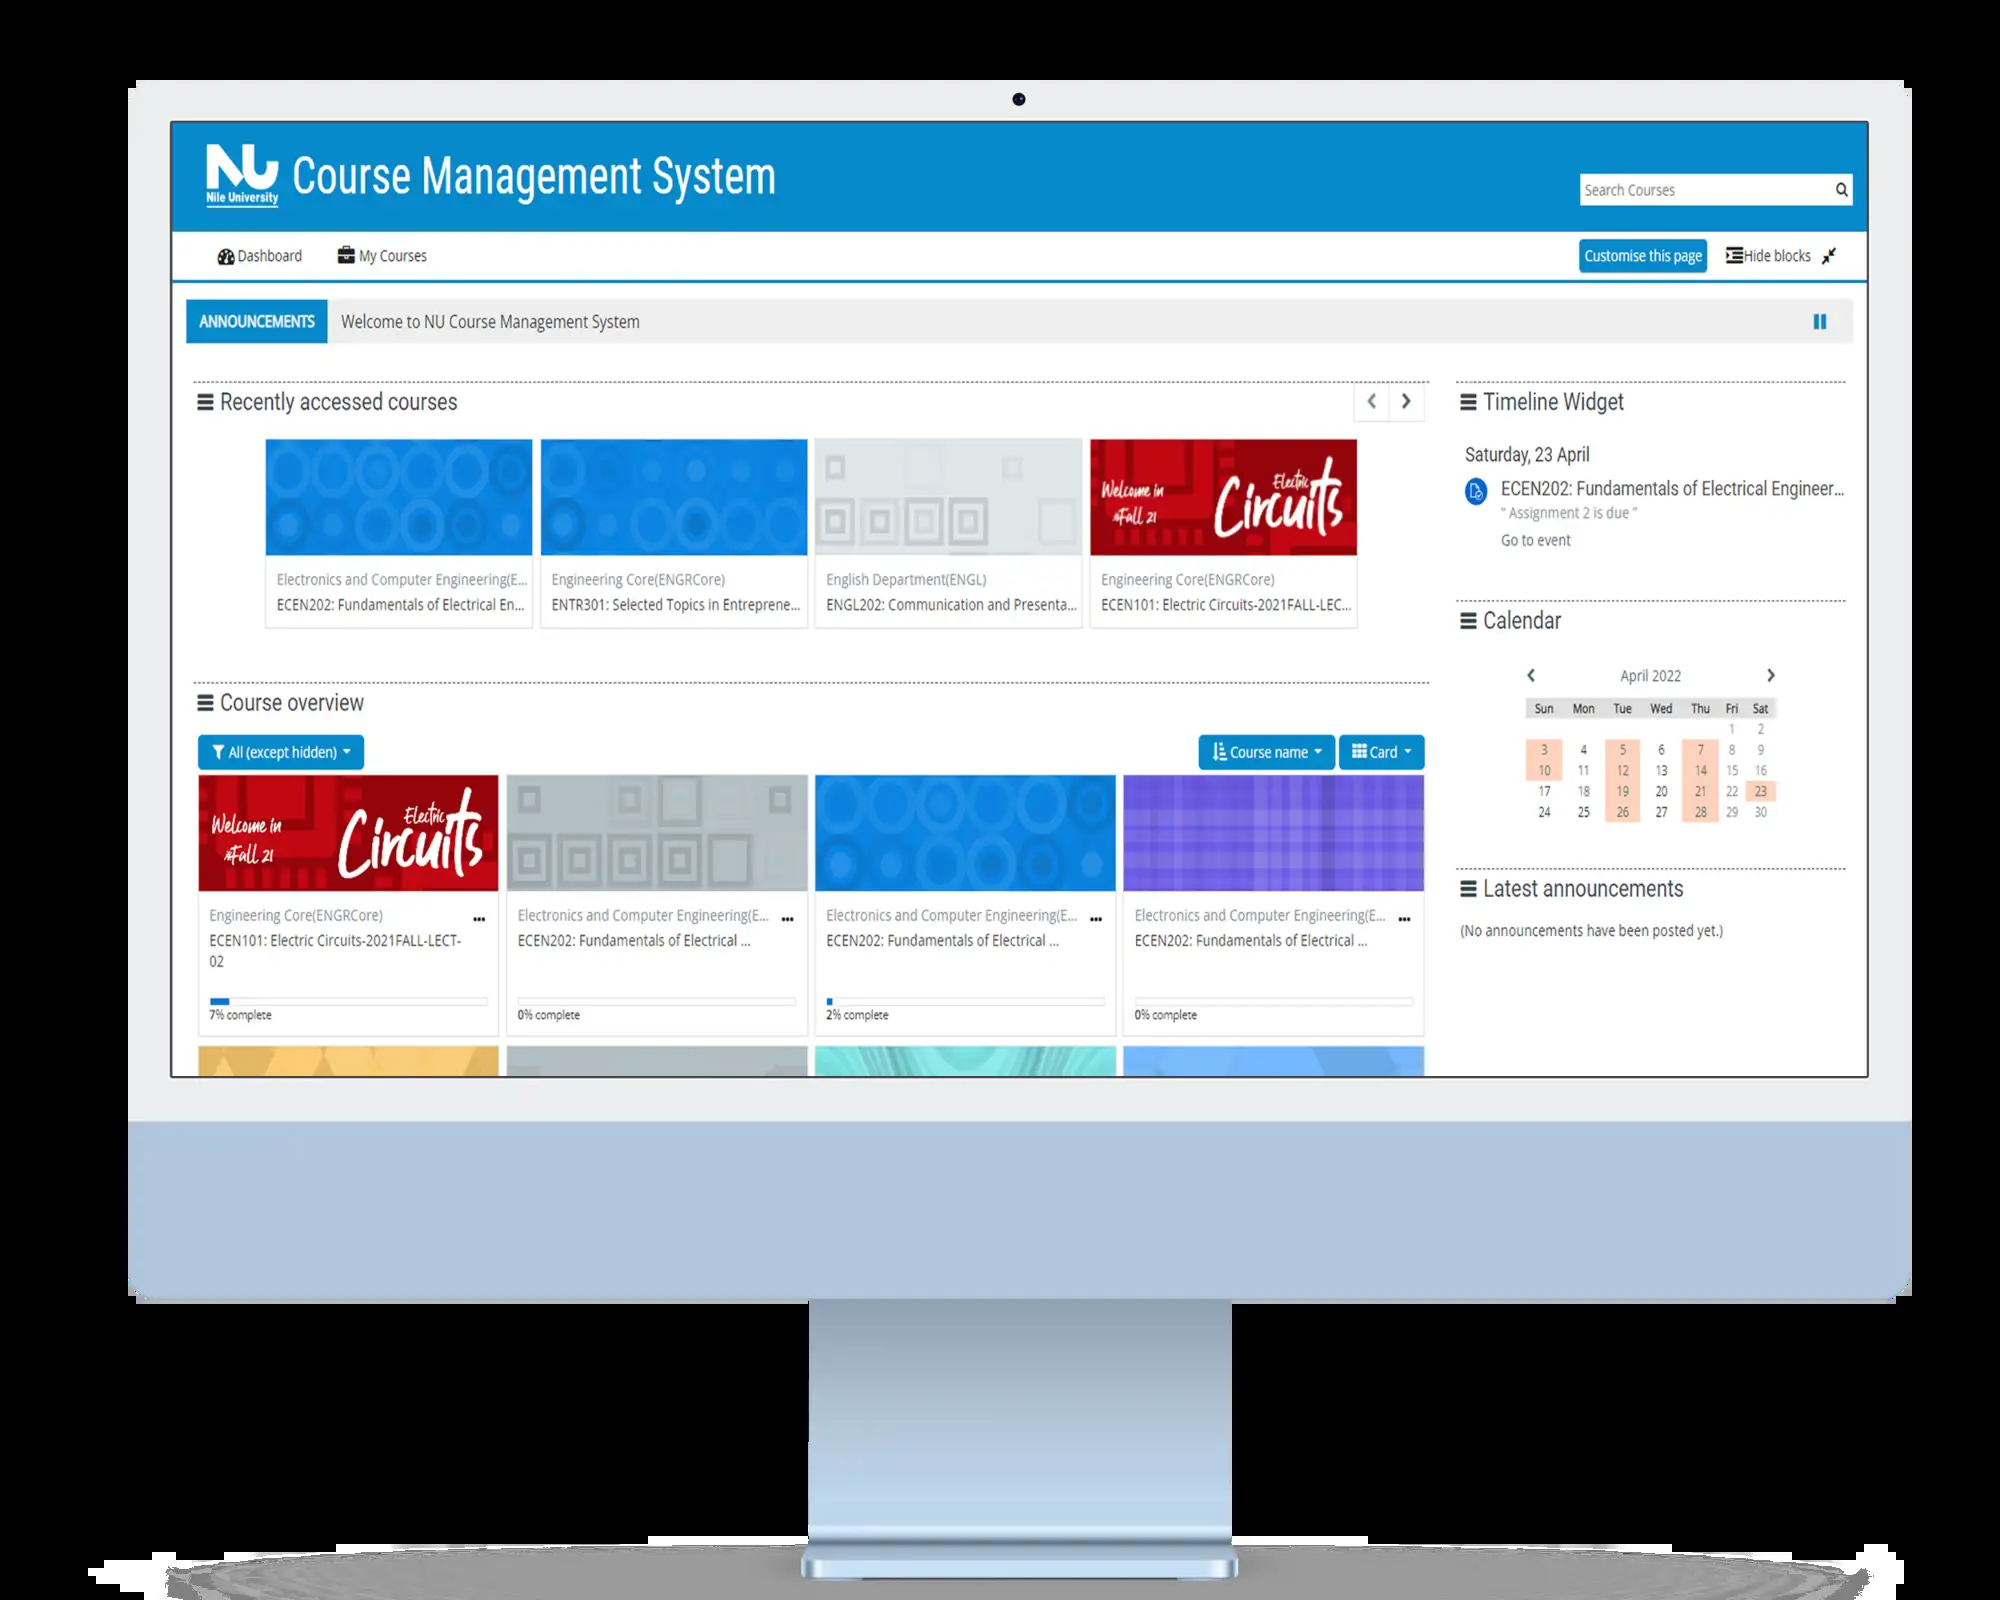 NU
Nile University
Course Management System
Search Courses
Dashboard
My Courses
Customise this page
Hide blocks
ANNOUNCEMENTS
Welcome to NU Course Management System
Recently accessed courses
Welcome in
#Fall 21
Electric
Circuits
Electronics and Computer Engineering(E...
ECEN202: Fundamentals of Electrical En...
Engineering Core(ENGRCore)
ENTR301: Selected Topics in Entreprene...
English Department(ENGL)
ENGL202: Communication and Presenta...
Engineering Core(ENGRCore)
ECEN101: Electric Circuits-2021FALL-LEC...
Course overview
All (except hidden)
Course name
Card
Welcome in
#Fall 21
Electric
Circuits
Engineering Core(ENGRCore)
...
ECEN101: Electric Circuits-2021FALL-LECT-
02
7% complete
Electronics and Computer Engineering(E...
...
ECEN202: Fundamentals of Electrical ...
0% complete
Electronics and Computer Engineering(E...
...
ECEN202: Fundamentals of Electrical ...
2% complete
Electronics and Computer Engineering(E...
...
ECEN202: Fundamentals of Electrical ...
0% complete
Timeline Widget
Saturday, 23 April
ECEN202: Fundamentals of Electrical Engineer...
" Assignment 2 is due "
Go to event
Calendar
April 2022
Sun Mon Tue Wed Thu Fri Sat
1 2
3 4 5 6 7 8 9
10 11 12 13 14 15 16
17 18 19 20 21 22 23
24 25 26 27 28 29 30
Latest announcements
(No announcements have been posted yet.)